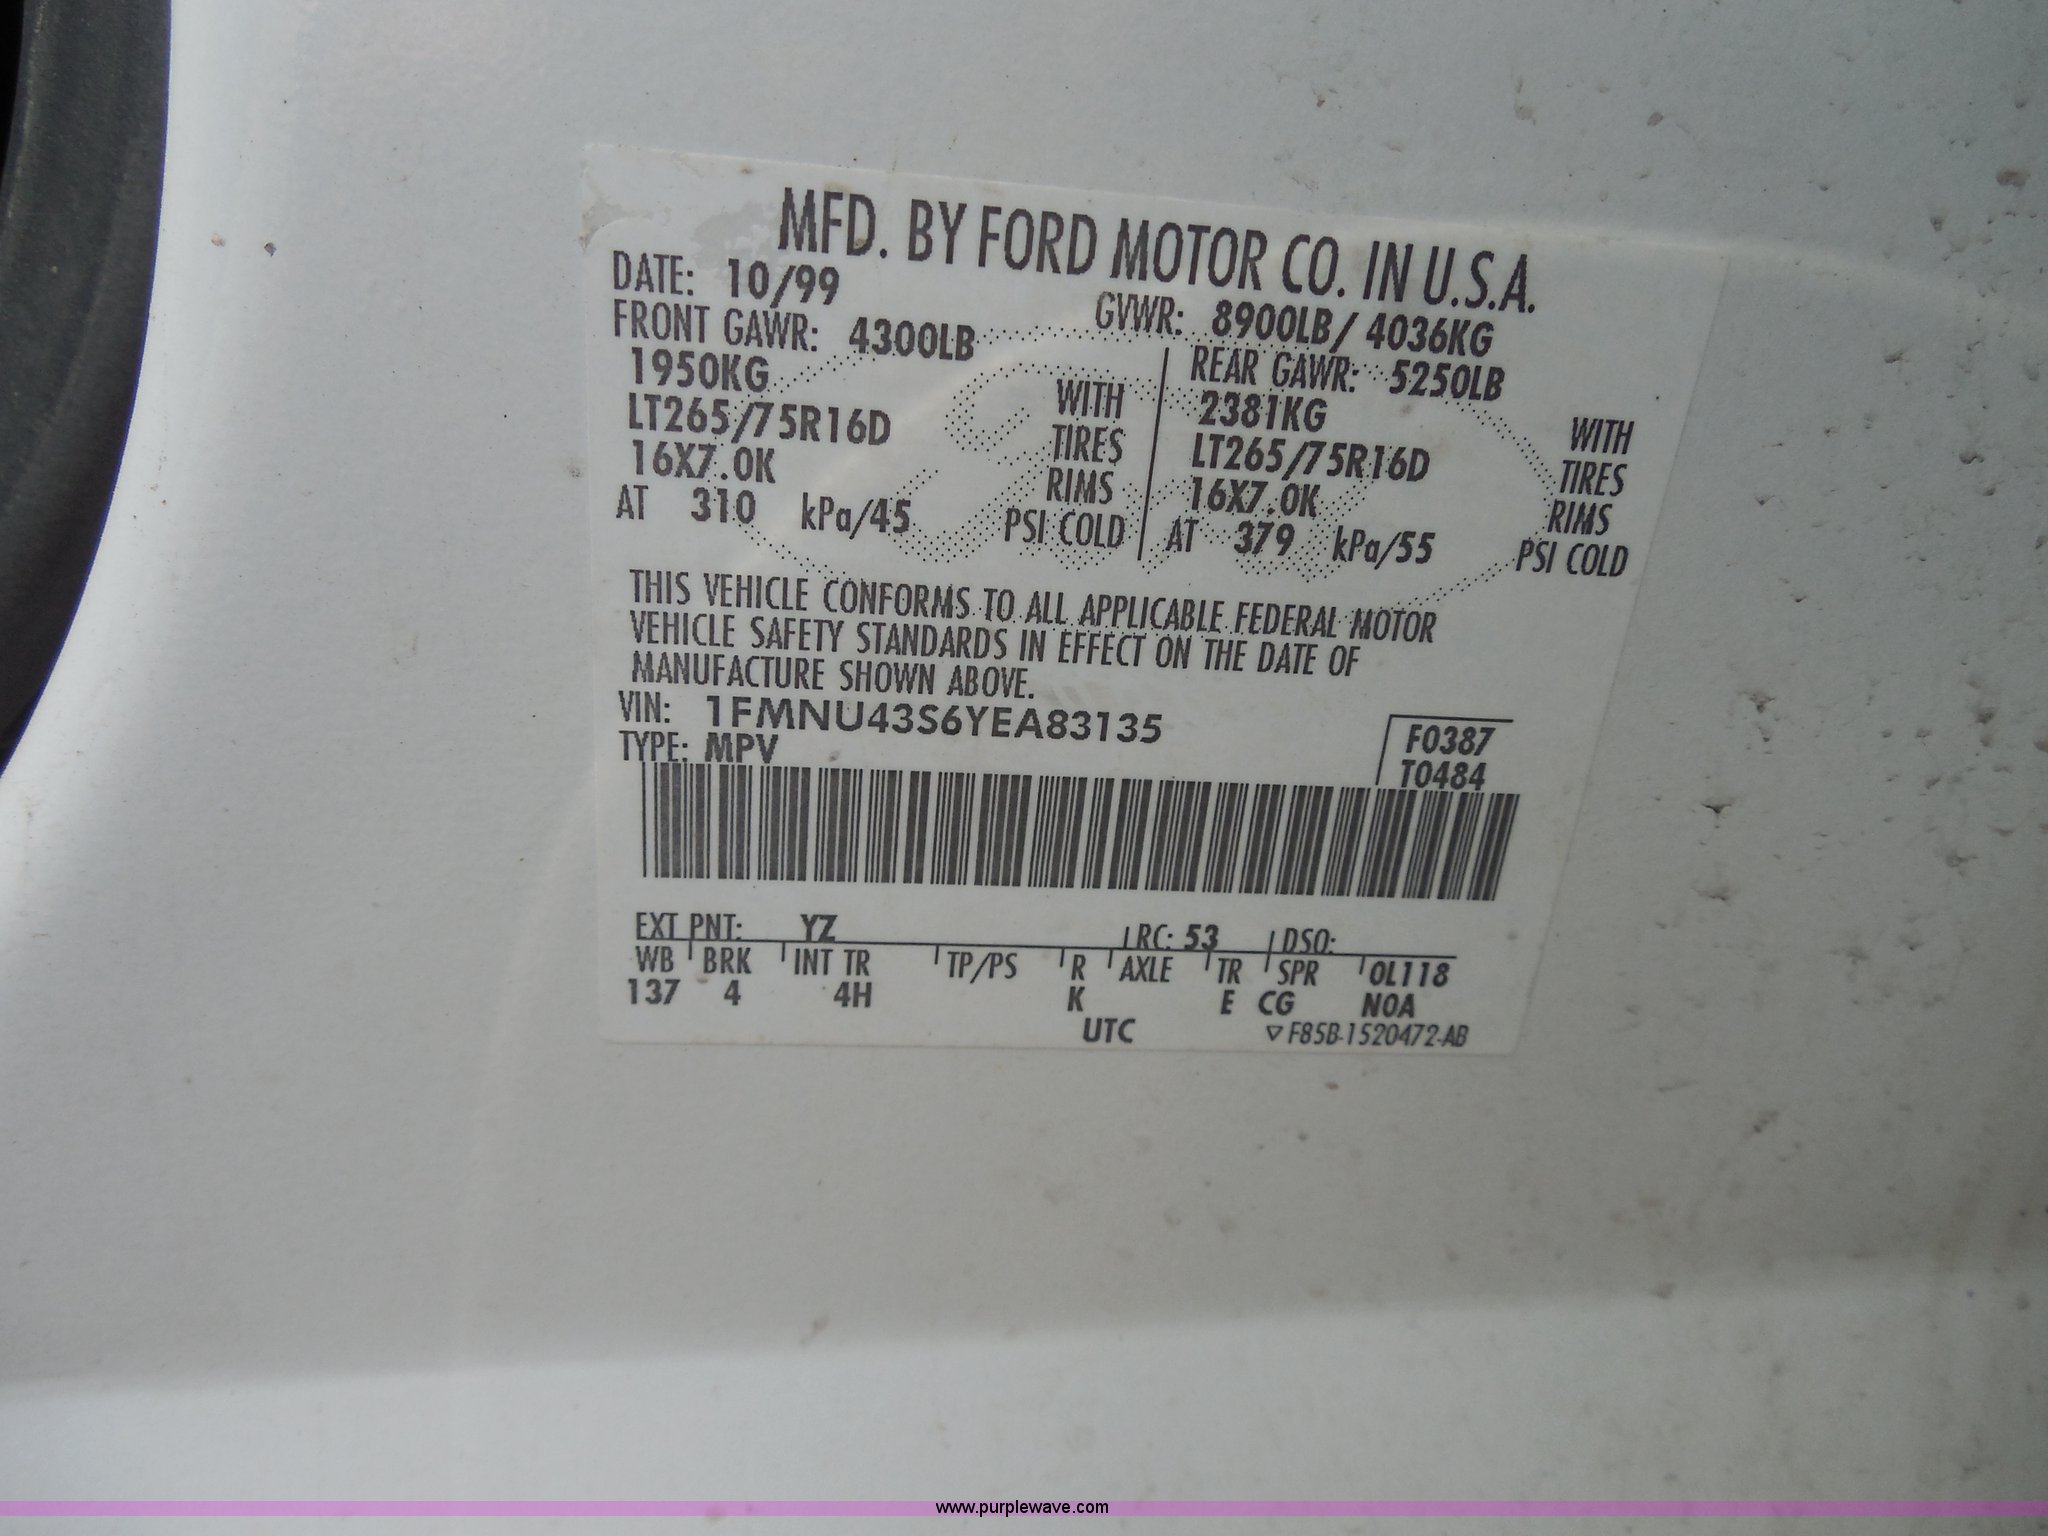 MFD. BY FORD MOTOR CO. IN U.S.A.
DATE: 10/99
GVWR: 8900LB/ 4036KG
FRONT GAWR: 4300LB
1950KG
WITH
LT265/75R16D
TIRES
16X7.0K
RIMS
AT 310 kPa/45
PSI COLD
REAR GAWR: 5250LB
2381KG
WITH
LT265/75R16D
TIRES
16X7.0K
RIMS
AT 379 kPa/55
PSI COLD
THIS VEHICLE CONFORMS TO ALL APPLICABLE FEDERAL MOTOR
VEHICLE SAFETY STANDARDS IN EFFECT ON THE DATE OF
MANUFACTURE SHOWN ABOVE.
VIN: 1FMNU43S6YEA83135
TYPE: MPV
F0387
T0484
EXT PNT: YZ RC: 53 DSO:
WB BRK INT TR TP/PS R AXLE TR SPR OL118
137 4 4H K E CG NOA
UTC ▽F85B-1520472-AB
www.purplewave.com